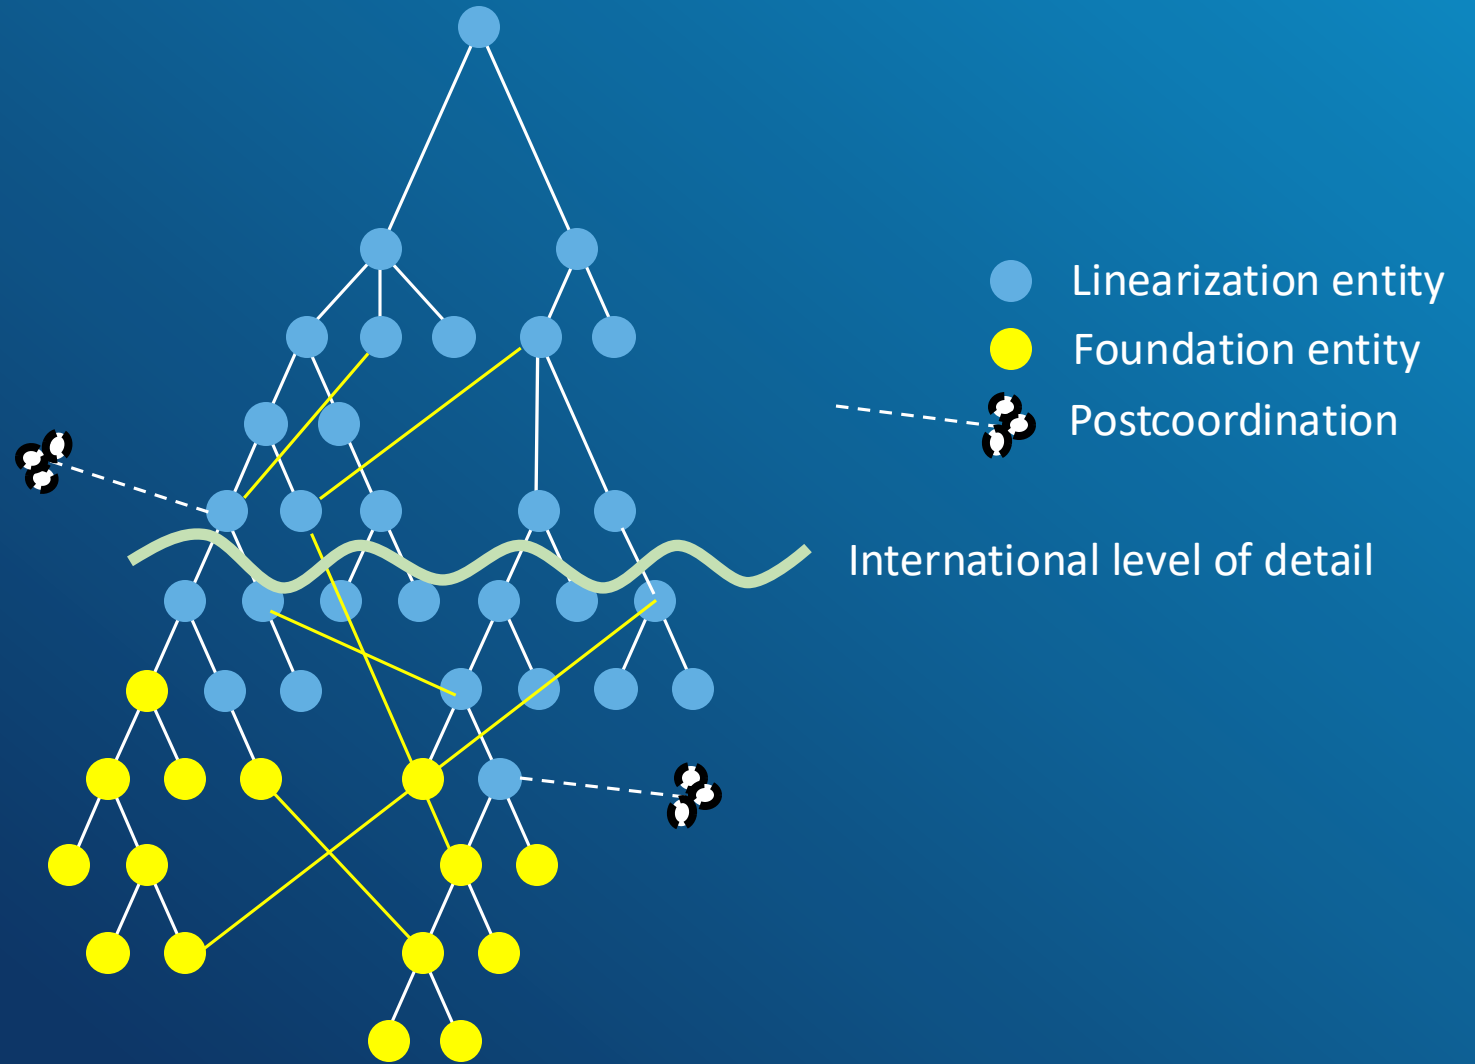 Linearization entity
Foundation entity
Postcoordination
International level of detail